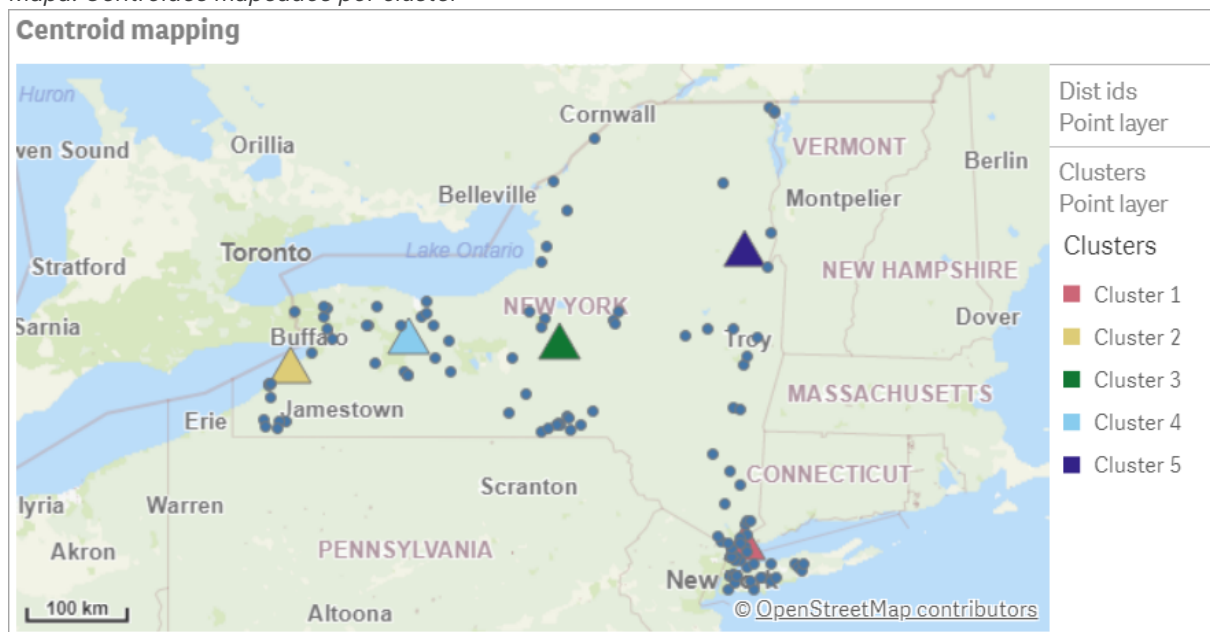 Centroid mapping
Huron
Cornwall
Orillia
VERMONT
Berlin
Belleville
Montpelier
Toronto
Lake Ontario
Stratford
NEW HAMPSHIRE
NEW YORK
Sarnia
Dover
Buffalo
Troy
MASSACHUSETTS
Jamestown
Erie
CONNECTICUT
Scranton
lyria
Warren
Akron
PENNSYLVANIA
New
Altoona
100 km
© OpenStreetMap contributors
Dist ids
Point layer
Clusters
Point layer
Clusters
Cluster 1
Cluster 2
Cluster 3
Cluster 4
Cluster 5